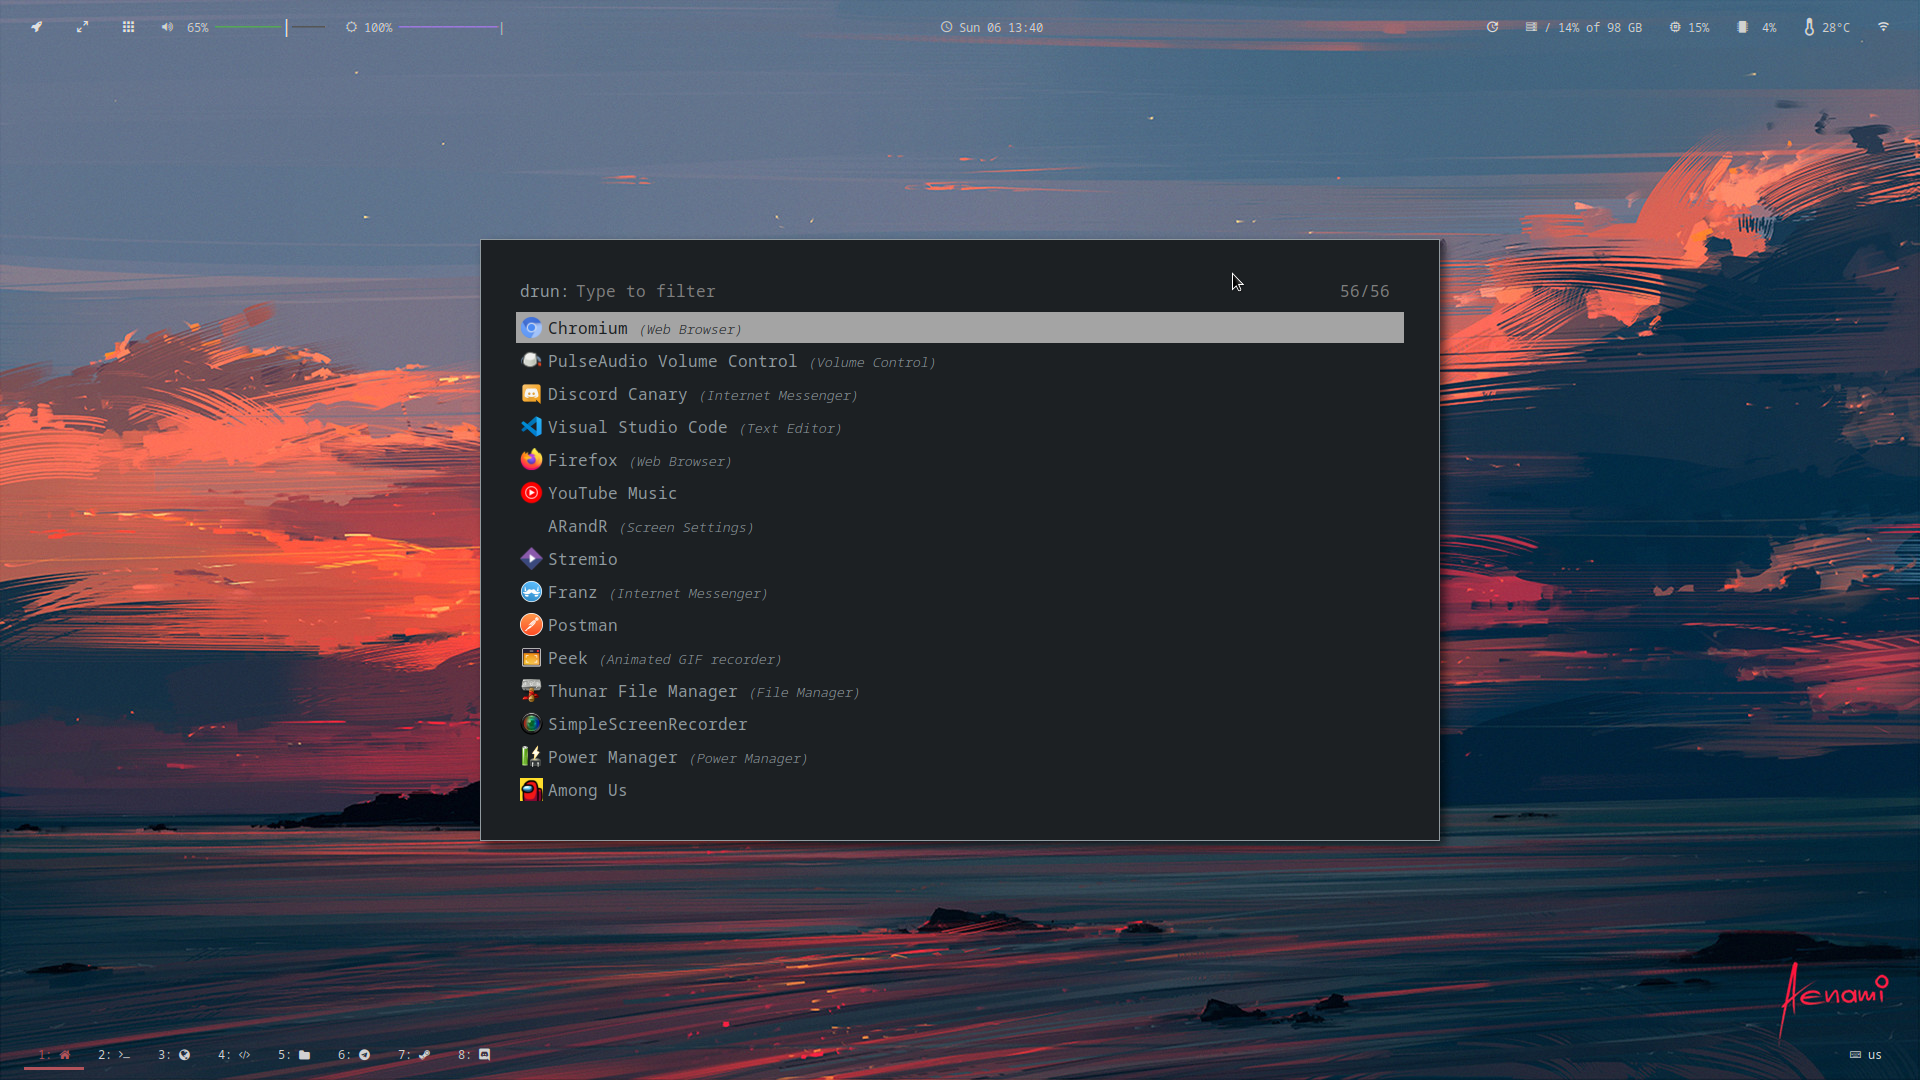 65% 100% Sun 06 13:40 / 14% of 98 GB 15% 4% 28°C
drun: Type to filter 56/56
Chromium (Web Browser)
PulseAudio Volume Control (Volume Control)
Discord Canary (Internet Messenger)
Visual Studio Code (Text Editor)
Firefox (Web Browser)
YouTube Music
ARandR (Screen Settings)
Stremio
Franz (Internet Messenger)
Postman
Peek (Animated GIF recorder)
Thunar File Manager (File Manager)
SimpleScreenRecorder
Power Manager (Power Manager)
Among Us
Aenami
1: 2: 3: 4: 5: 6: 7: 8: us